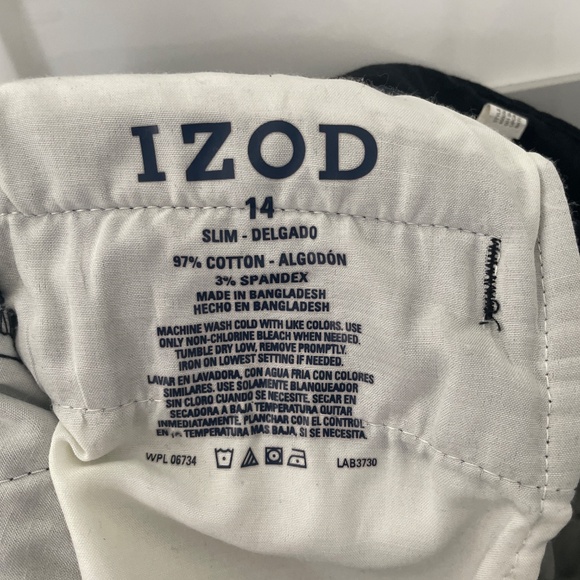 IZOD
14
SLIM - DELGADO
97% COTTON - ALGODÓN
3% SPANDEX
MADE IN BANGLADESH
HECHO EN BANGLADESH
MACHINE WASH COLD WITH LIKE COLORS. USE
ONLY NON-CHLORINE BLEACH WHEN NEEDED.
TUMBLE DRY LOW, REMOVE PROMPTLY.
IRON ON LOWEST SETTING IF NEEDED.
LAVAR EN LAVADORA, CON AGUA FRIA CON COLORES
SIMILARES. USE SOLAMENTE BLANQUEADOR
SIN CLORO CUANDO SE NECESITE. SECAR EN
SECADORA A BAJA TEMPERATURA QUITAR
INMEDIATAMENTE, PLANCHAR CON EL CONTROL
TEMPERATURA MAS BAJA, SI SE NECESITA.
WPL 06734 LAB3730